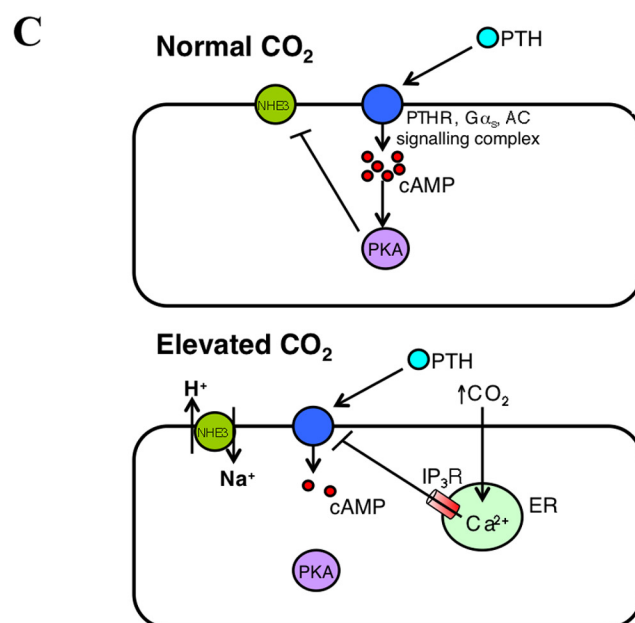 C
Normal CO₂
PTH
NHE3
PTHR, Gαₛ, AC
signalling complex
cAMP
PKA
Elevated CO₂
PTH
H⁺
↑CO₂
NHE3
Na⁺
IP₃R
cAMP
Ca²⁺
ER
PKA